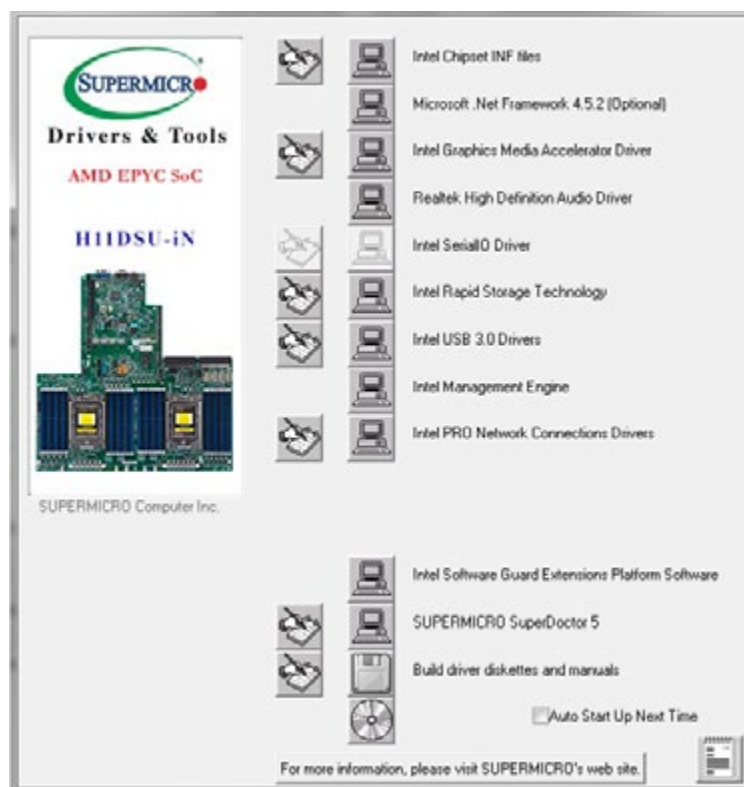 SUPERMICRO
Drivers & Tools
AMD EPYC SoC
H11DSU-iN
SUPERMICRO Computer Inc.
Intel Chipset INF files
Microsoft .Net Framework 4.5.2 (Optional)
Intel Graphics Media Accelerator Driver
Realtek High Definition Audio Driver
Intel SerialIO Driver
Intel Rapid Storage Technology
Intel USB 3.0 Drivers
Intel Management Engine
Intel PRO Network Connections Drivers
Intel Software Guard Extensions Platform Software
SUPERMICRO SuperDoctor 5
Build driver diskettes and manuals
Auto Start Up Next Time
For more information, please visit SUPERMICRO's web site.